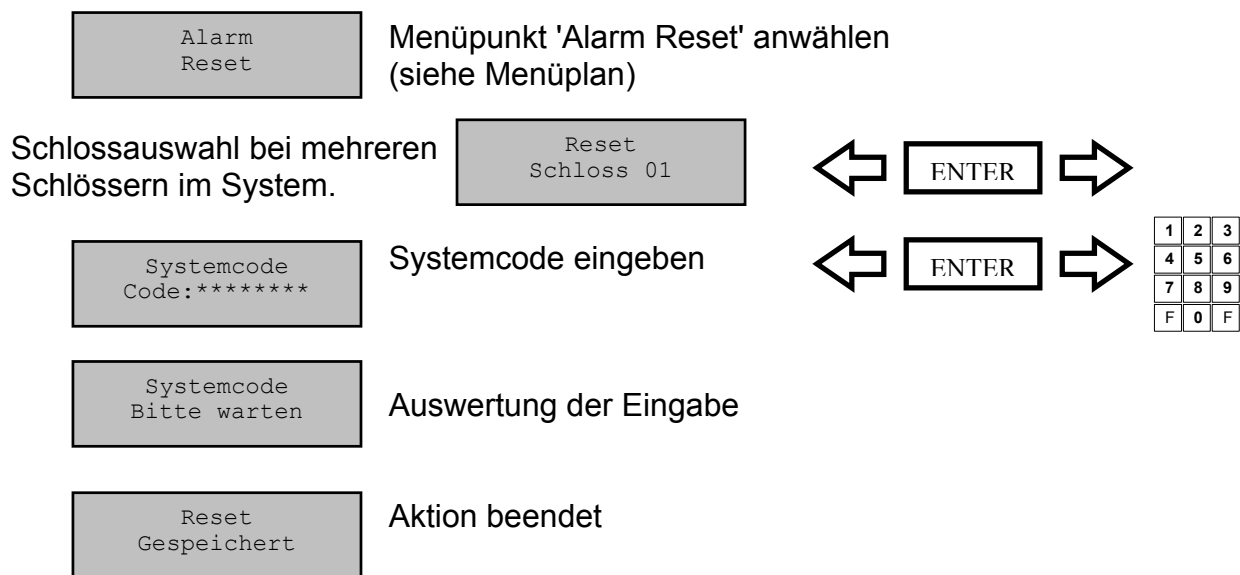 Alarm
Reset
Menüpunkt 'Alarm Reset' anwählen
(siehe Menüplan)
Schlossauswahl bei mehreren
Schlössern im System.
Reset
Schloss 01
ENTER
Systemcode
Code:********
Systemcode eingeben
ENTER
1 2 3
4 5 6
7 8 9
F 0 F
Systemcode
Bitte warten
Auswertung der Eingabe
Reset
Gespeichert
Aktion beendet